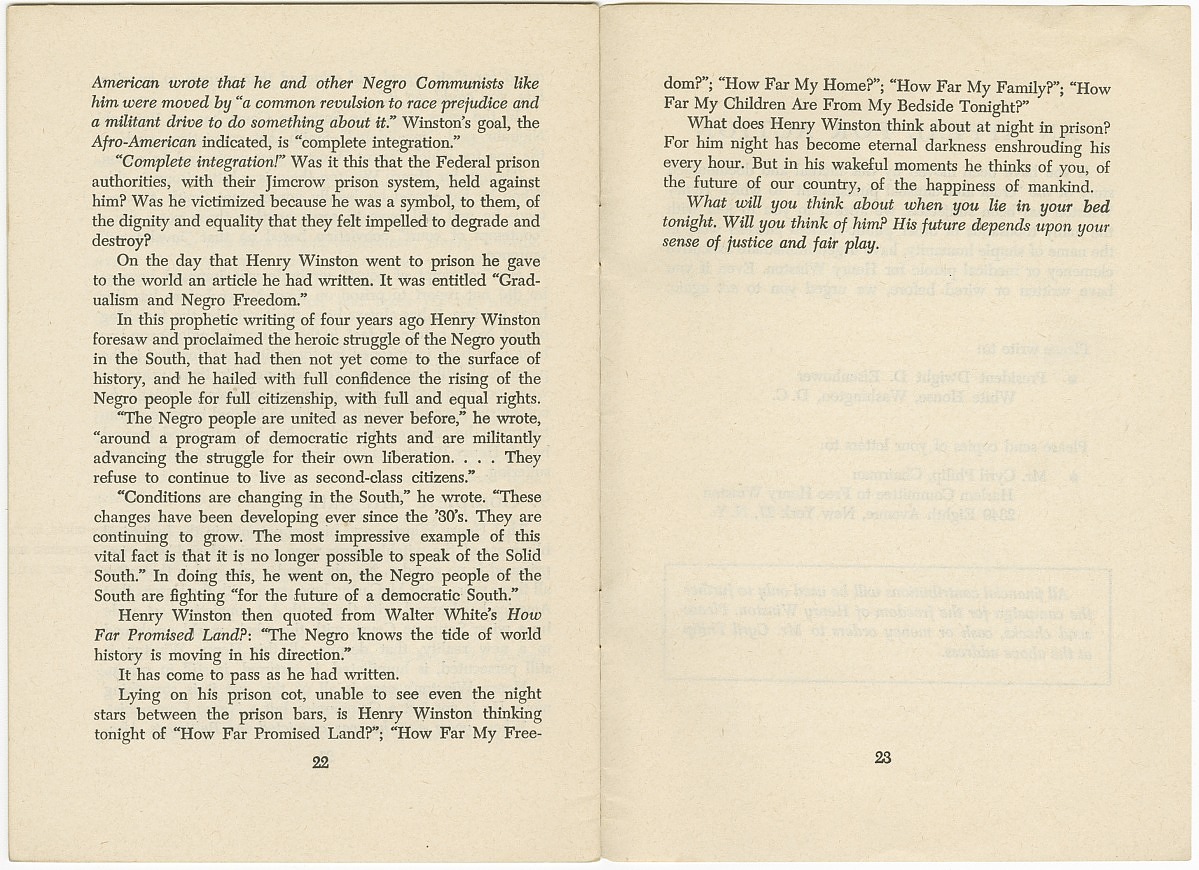 American wrote that he and other Negro Communists like
him were moved by "a common revulsion to race prejudice and
a militant drive to do something about it." Winston's goal, the
Afro-American indicated, is "complete integration."
"Complete integration!" Was it this that the Federal prison
authorities, with their Jimcrow prison system, held against
him? Was he victimized because he was a symbol, to them, of
the dignity and equality that they felt impelled to degrade and
destroy?
On the day that Henry Winston went to prison he gave
to the world an article he had written. It was entitled "Grad-
ualism and Negro Freedom."
In this prophetic writing of four years ago Henry Winston
foresaw and proclaimed the heroic struggle of the Negro youth
in the South, that had then not yet come to the surface of
history, and he hailed with full confidence the rising of the
Negro people for full citizenship, with full and equal rights.
"The Negro people are united as never before," he wrote,
"around a program of democratic rights and are militantly
advancing the struggle for their own liberation. . . . They
refuse to continue to live as second-class citizens."
"Conditions are changing in the South," he wrote. "These
changes have been developing ever since the '30's. They are
continuing to grow. The most impressive example of this
vital fact is that it is no longer possible to speak of the Solid
South." In doing this, he went on, the Negro people of the
South are fighting "for the future of a democratic South."
Henry Winston then quoted from Walter White's How
Far Promised Land?: "The Negro knows the tide of world
history is moving in his direction."
It has come to pass as he had written.
Lying on his prison cot, unable to see even the night
stars between the prison bars, is Henry Winston thinking
tonight of "How Far Promised Land?"; "How Far My Free-
22
dom?"; "How Far My Home?"; "How Far My Family?"; "How
Far My Children Are From My Bedside Tonight?"
What does Henry Winston think about at night in prison?
For him night has become eternal darkness enshrouding his
every hour. But in his wakeful moments he thinks of you, of
the future of our country, of the happiness of mankind.
What will you think about when you lie in your bed
tonight. Will you think of him? His future depends upon your
sense of justice and fair play.
23